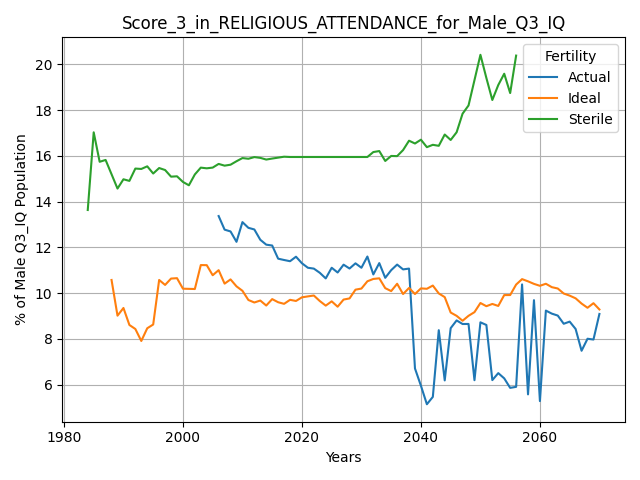 Score_3_in_RELIGIOUS_ATTENDANCE_for_Male_Q3_IQ
Fertility
Actual
Ideal
Sterile
% of Male Q3_IQ Population
20
18
16
14
12
10
8
6
1980
2000
2020
2040
2060
Years